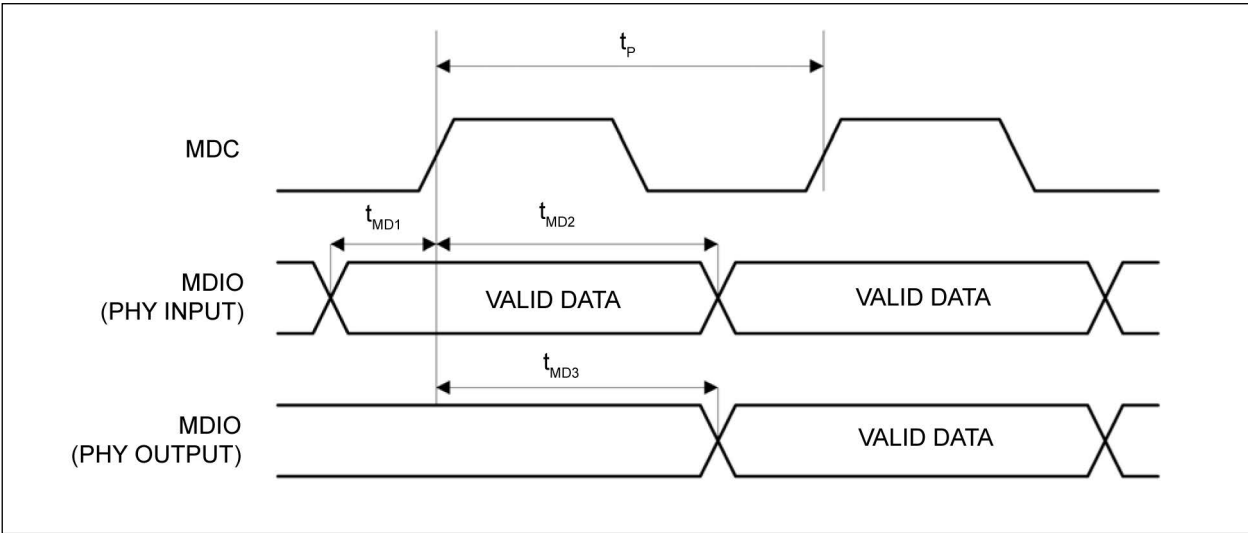 tP
MDC
tMD1
tMD2
MDIO
(PHY INPUT)
VALID DATA
VALID DATA
tMD3
MDIO
(PHY OUTPUT)
VALID DATA